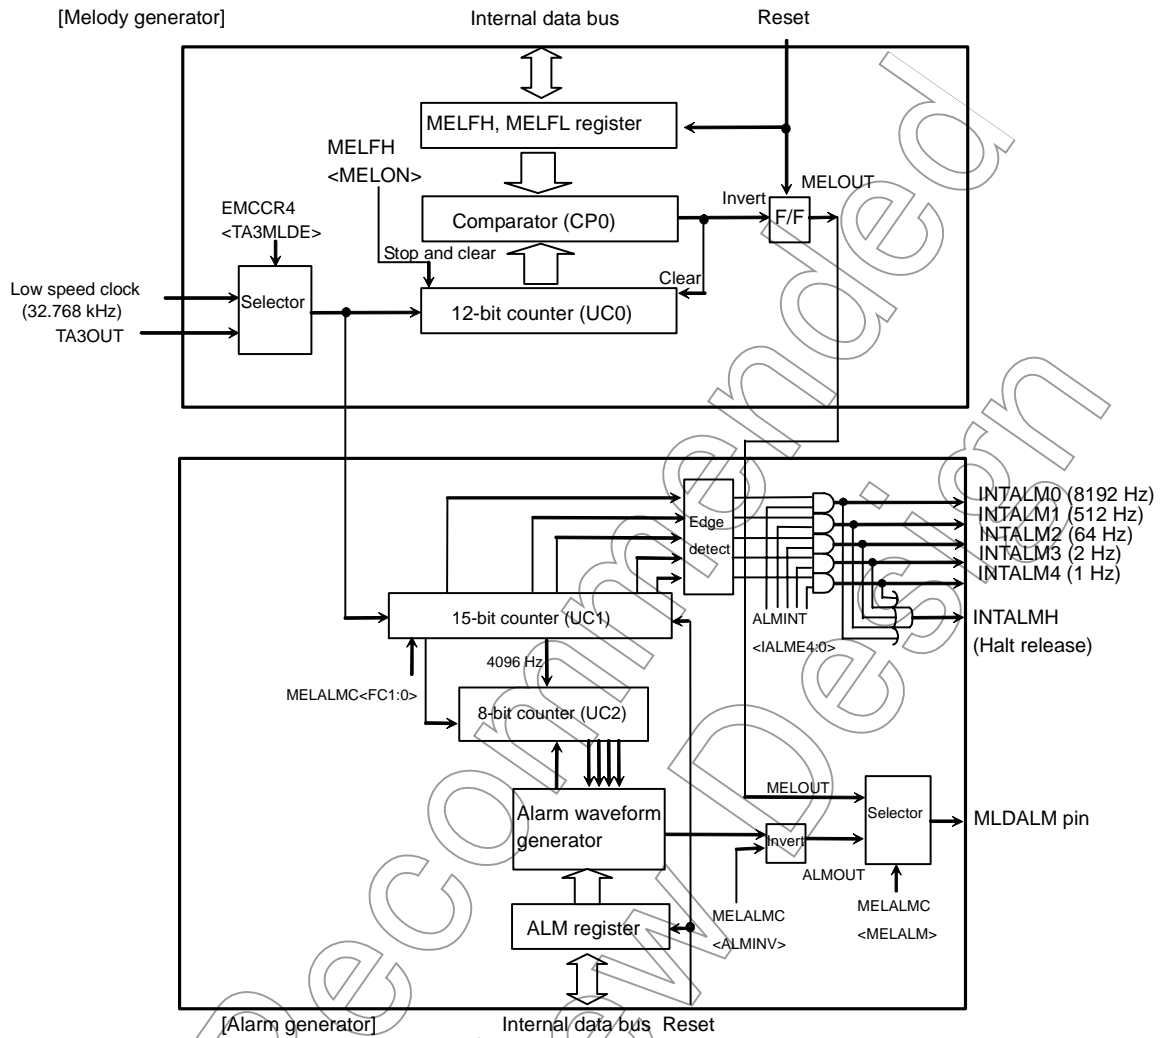 [Melody generator]
Internal data bus
Reset
MELFH, MELFL register
MELFH
<MELON>
MELOUT
Invert
F/F
EMCCR4
<TA3MLDE>
Comparator (CP0)
Stop and clear
Clear
Low speed clock
(32.768 kHz)
TA3OUT
Selector
12-bit counter (UC0)
Edge
detect
INTALM0 (8192 Hz)
INTALM1 (512 Hz)
INTALM2 (64 Hz)
INTALM3 (2 Hz)
INTALM4 (1 Hz)
15-bit counter (UC1)
ALMINT
<IALME4:0>
INTALMH
(Halt release)
4096 Hz
MELALMC<FC1:0>
8-bit counter (UC2)
MELOUT
Selector
MLDALM pin
Alarm waveform
generator
Invert
ALMOUT
MELALMC
<ALMINV>
MELALMC
<MELALM>
ALM register
[Alarm generator]
Internal data bus
Reset
Recommended
ew Design